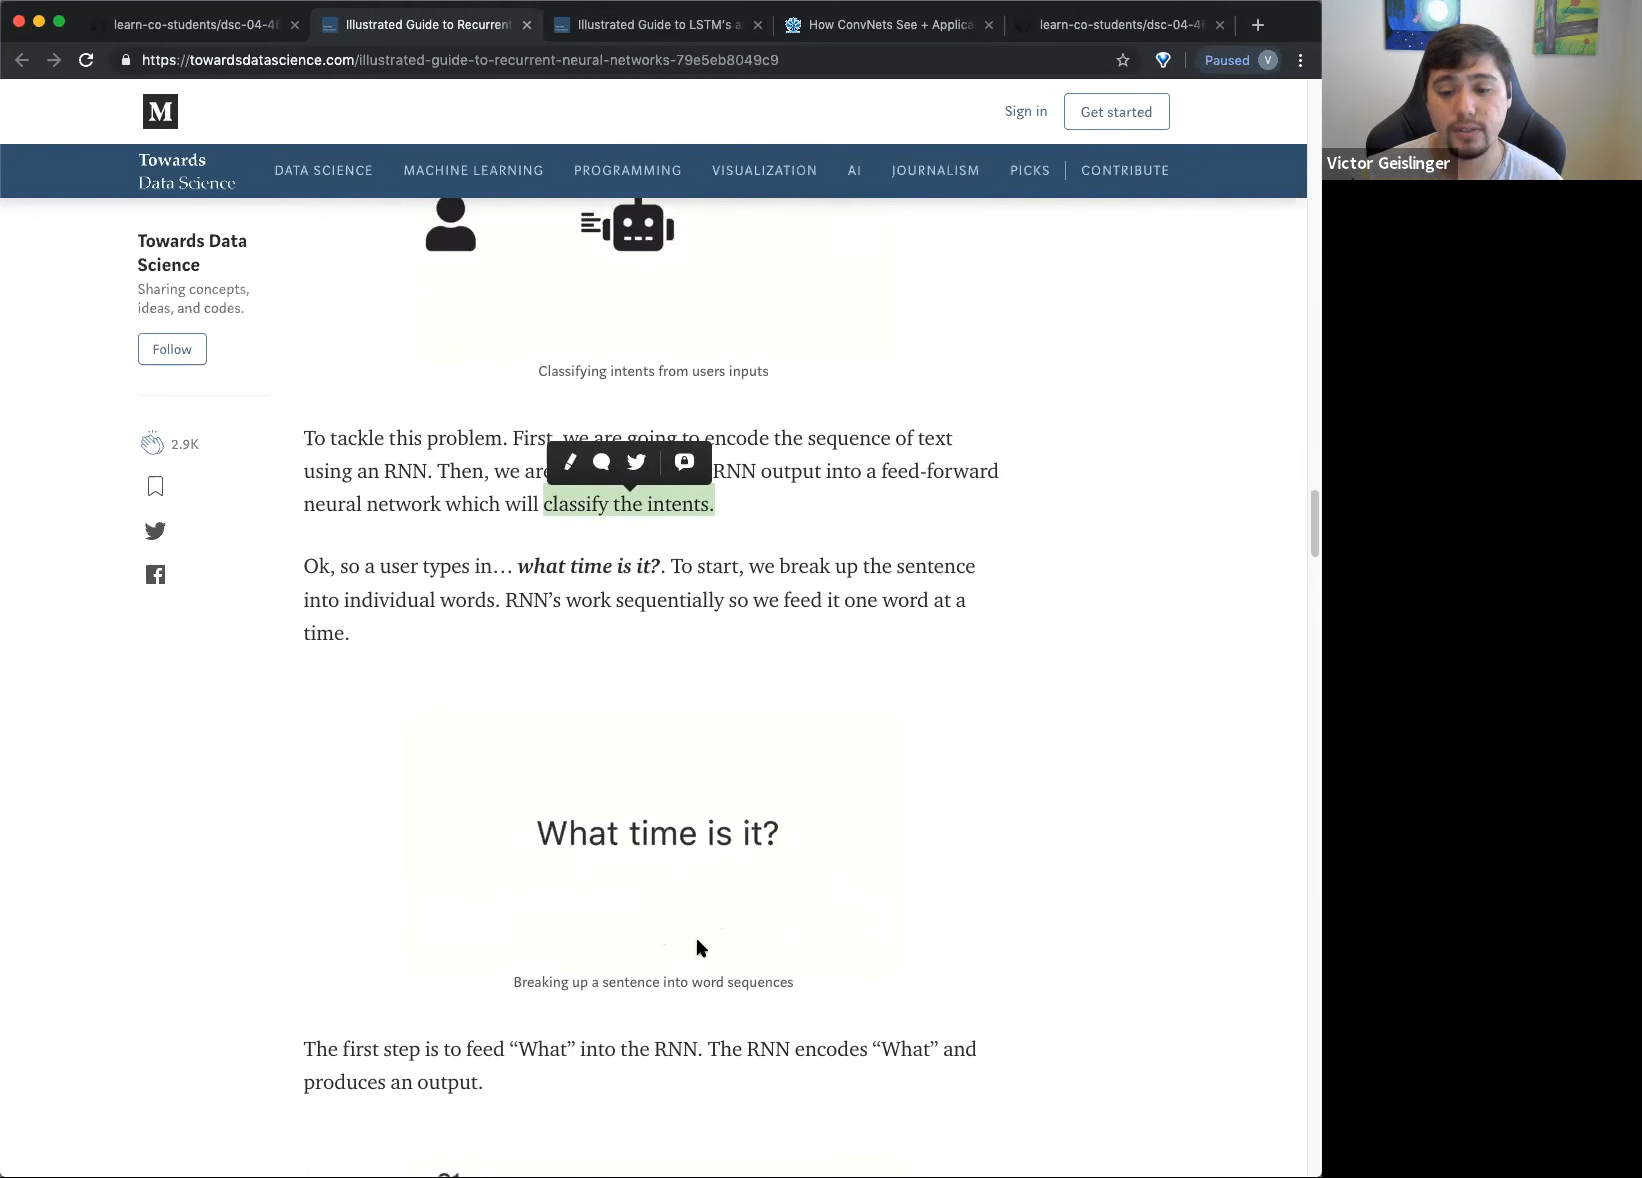 learn-co-students/dsc-04-4
Illustrated Guide to Recurrent
Illustrated Guide to LSTM's
How ConvNets See + Applica
learn-co-students/dsc-04-4
https://towardsdatascience.com/illustrated-guide-to-recurrent-neural-networks-79e5eb8049c9
Paused
V
M
Sign in
Get started
Towards
Data Science
DATA SCIENCE
MACHINE LEARNING
PROGRAMMING
VISUALIZATION
AI
JOURNALISM
PICKS
CONTRIBUTE
Victor Geislinger
Towards Data
Science
Sharing concepts,
ideas, and codes.
Follow
2.9K
Classifying intents from users inputs
To tackle this problem. First, we are going to encode the sequence of text
using an RNN. Then, we are RNN output into a feed-forward
neural network which will classify the intents.
Ok, so a user types in… what time is it?. To start, we break up the sentence
into individual words. RNN’s work sequentially so we feed it one word at a
time.
What time is it?
Breaking up a sentence into word sequences
The first step is to feed “What” into the RNN. The RNN encodes “What” and
produces an output.